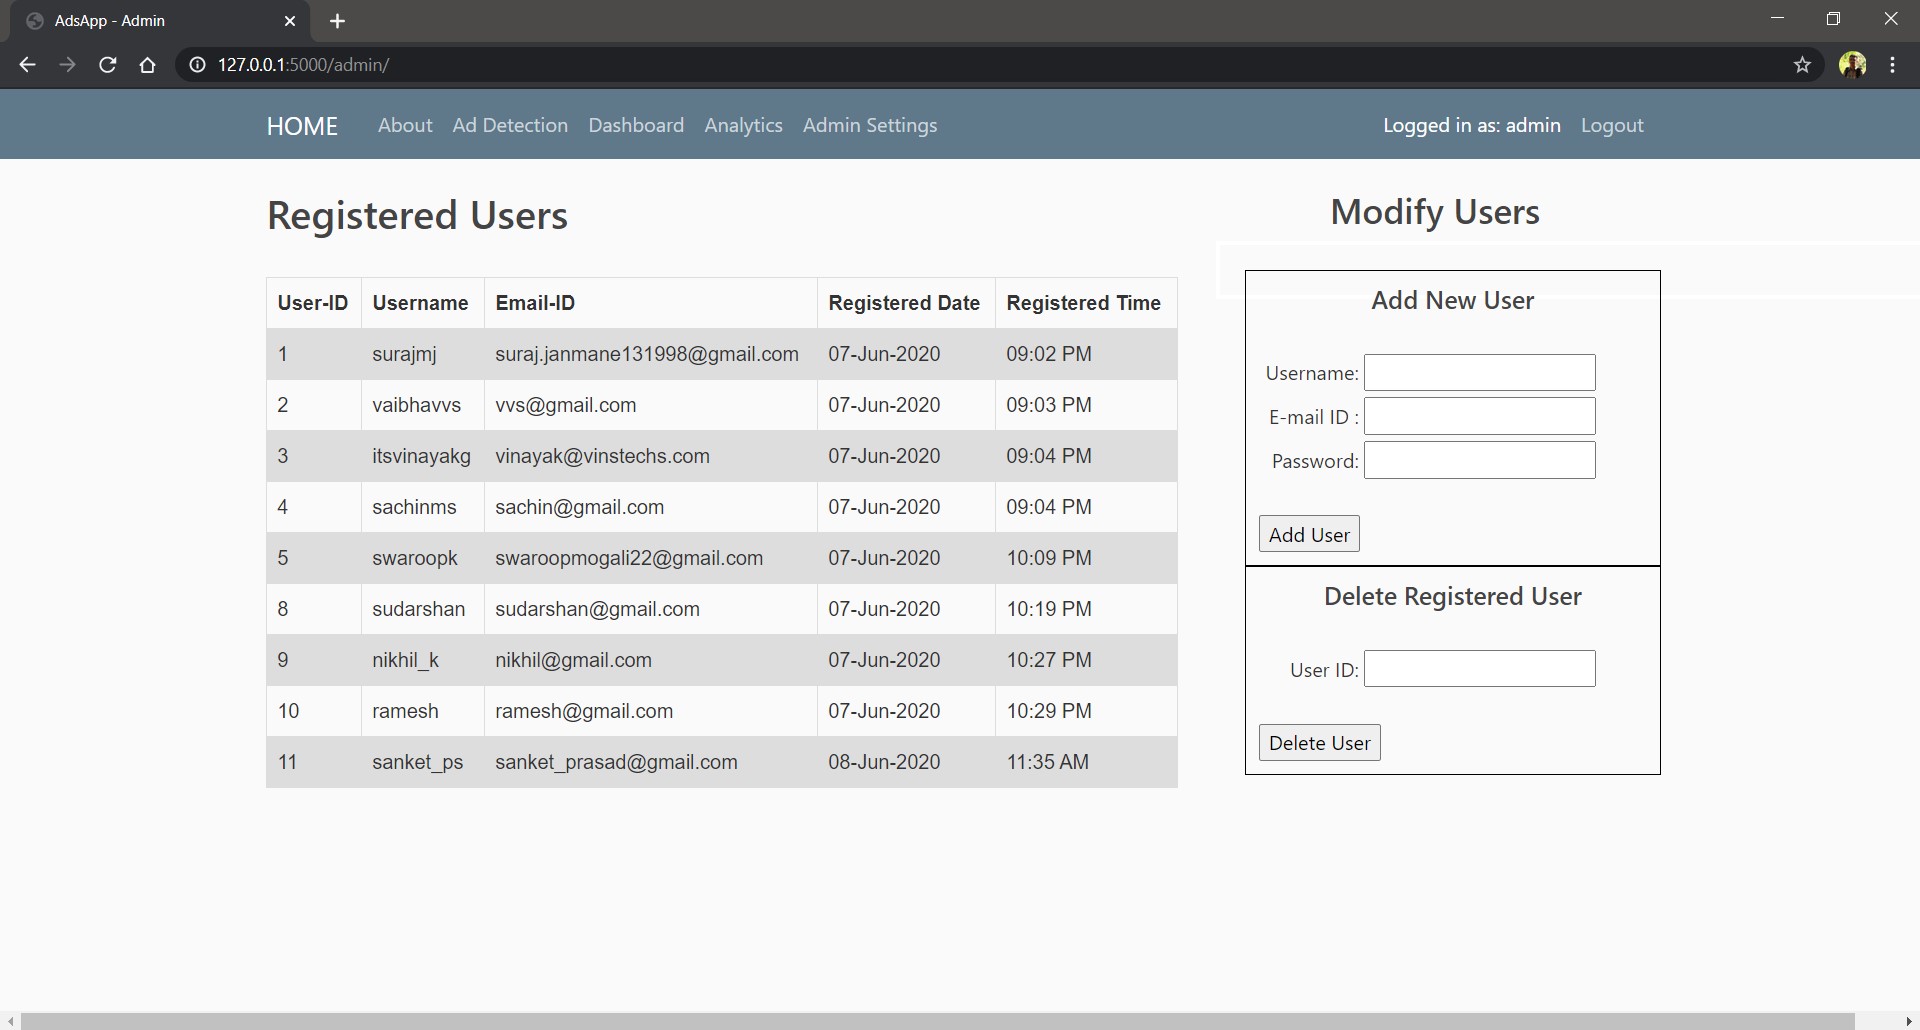 AdsApp - Admin
127.0.0.1:5000/admin/
HOME About Ad Detection Dashboard Analytics Admin Settings Logged in as: admin Logout
Registered Users
User-ID Username Email-ID Registered Date Registered Time
1 surajmj suraj.janmane131998@gmail.com 07-Jun-2020 09:02 PM
2 vaibhavvs vvs@gmail.com 07-Jun-2020 09:03 PM
3 itsvinayakg vinayak@vinstechs.com 07-Jun-2020 09:04 PM
4 sachinms sachin@gmail.com 07-Jun-2020 09:04 PM
5 swaroopk swaroopmogali22@gmail.com 07-Jun-2020 10:09 PM
8 sudarshan sudarshan@gmail.com 07-Jun-2020 10:19 PM
9 nikhil_k nikhil@gmail.com 07-Jun-2020 10:27 PM
10 ramesh ramesh@gmail.com 07-Jun-2020 10:29 PM
11 sanket_ps sanket_prasad@gmail.com 08-Jun-2020 11:35 AM
Modify Users
Add New User
Username:
E-mail ID :
Password:
Add User
Delete Registered User
User ID:
Delete User